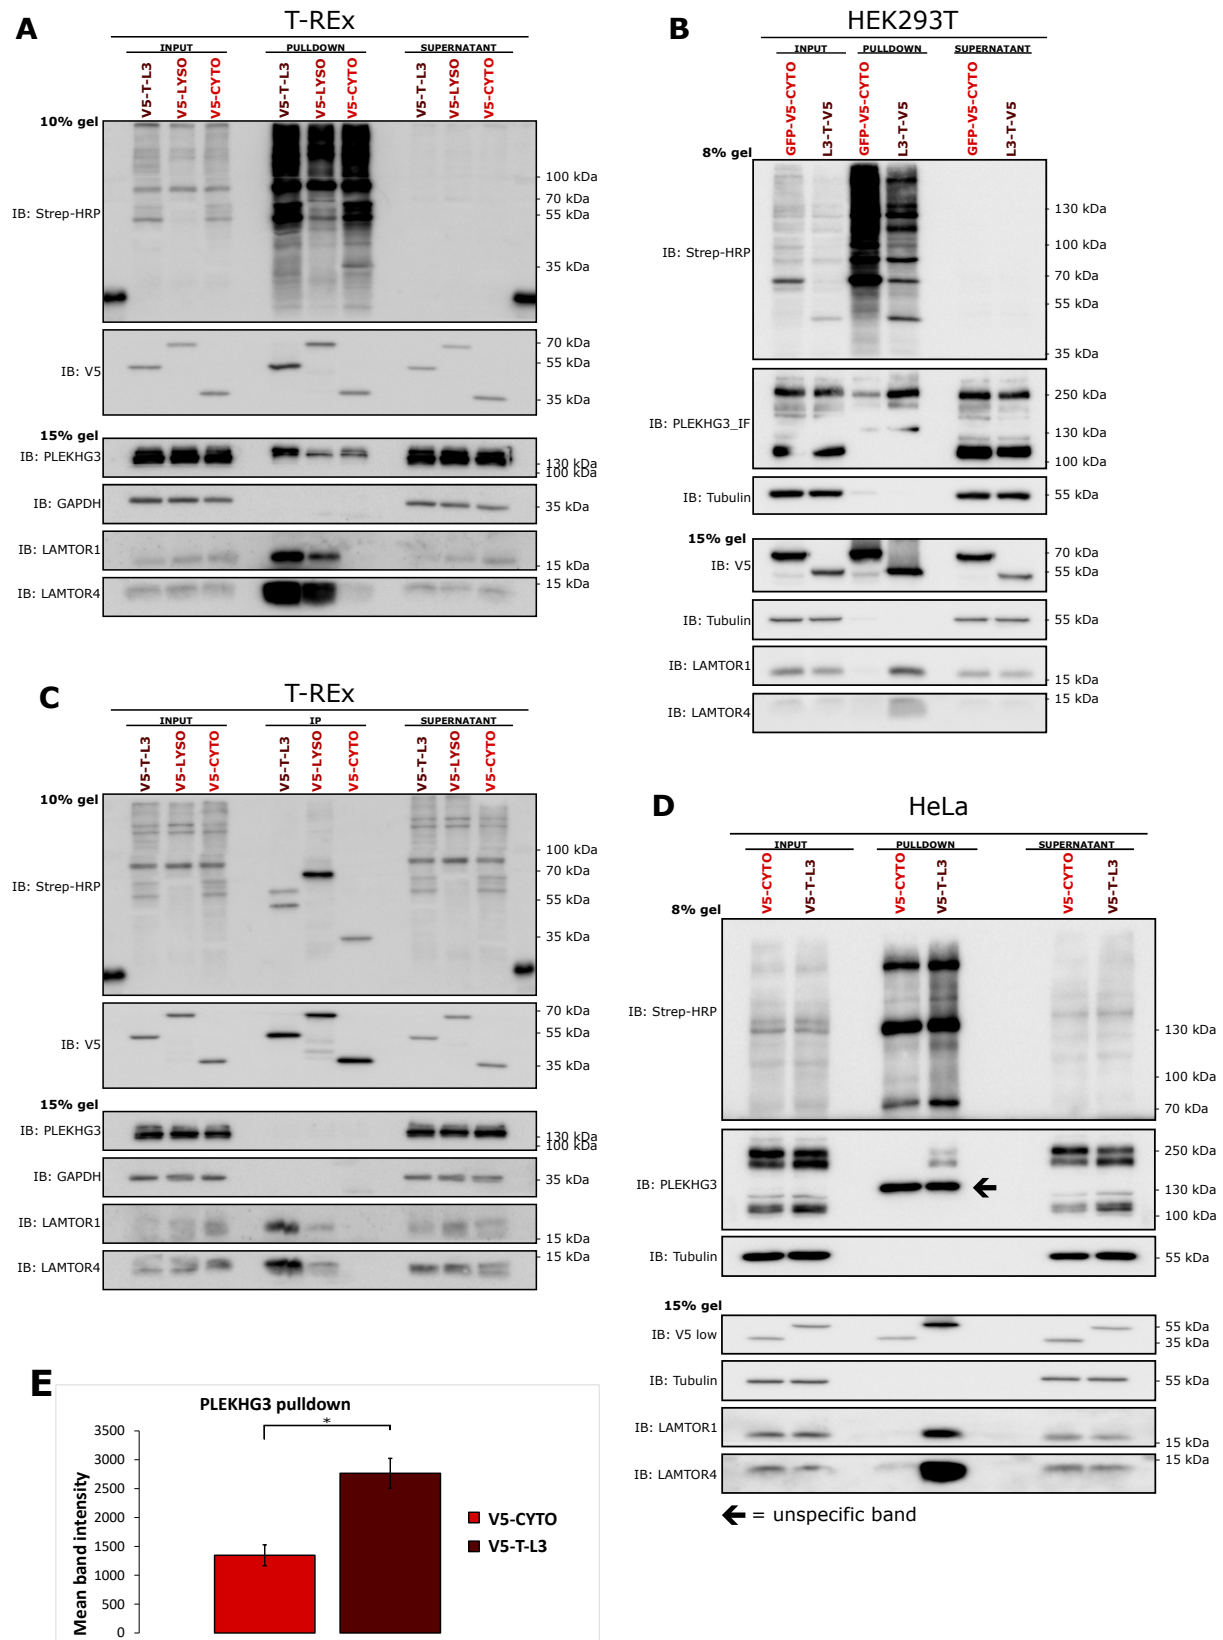 A
T-REx
INPUT PULLDOWN SUPERNATANT
V5-T-L3 V5-LYSO V5-CYTO V5-T-L3 V5-LYSO V5-CYTO V5-T-L3 V5-LYSO V5-CYTO
10% gel
IB: Strep-HRP
100 kDa
70 kDa
55 kDa
35 kDa
IB: V5
70 kDa
55 kDa
35 kDa
15% gel
IB: PLEKHG3
130 kDa
100 kDa
IB: GAPDH
35 kDa
IB: LAMTOR1
15 kDa
IB: LAMTOR4
15 kDa
B
HEK293T
INPUT PULLDOWN SUPERNATANT
GFP-V5-CYTO L3-T-V5 GFP-V5-CYTO L3-T-V5 GFP-V5-CYTO L3-T-V5
8% gel
IB: Strep-HRP
130 kDa
100 kDa
70 kDa
55 kDa
35 kDa
IB: PLEKHG3_IF
250 kDa
130 kDa
100 kDa
IB: Tubulin
55 kDa
15% gel
IB: V5
70 kDa
55 kDa
IB: Tubulin
55 kDa
IB: LAMTOR1
15 kDa
IB: LAMTOR4
15 kDa
C
T-REx
INPUT IP SUPERNATANT
V5-T-L3 V5-LYSO V5-CYTO V5-T-L3 V5-LYSO V5-CYTO V5-T-L3 V5-LYSO V5-CYTO
10% gel
IB: Strep-HRP
100 kDa
70 kDa
55 kDa
35 kDa
IB: V5
70 kDa
55 kDa
35 kDa
15% gel
IB: PLEKHG3
130 kDa
100 kDa
IB: GAPDH
35 kDa
IB: LAMTOR1
15 kDa
IB: LAMTOR4
15 kDa
D
HeLa
INPUT PULLDOWN SUPERNATANT
V5-CYTO V5-T-L3 V5-CYTO V5-T-L3 V5-CYTO V5-T-L3
8% gel
IB: Strep-HRP
130 kDa
100 kDa
70 kDa
IB: PLEKHG3
250 kDa
130 kDa
100 kDa
IB: Tubulin
55 kDa
15% gel
IB: V5 low
55 kDa
35 kDa
IB: Tubulin
55 kDa
IB: LAMTOR1
15 kDa
IB: LAMTOR4
15 kDa
= unspecific band
E
PLEKHG3 pulldown
*
Mean band intensity
3500
3000
2500
2000
1500
1000
500
0
V5-CYTO
V5-T-L3